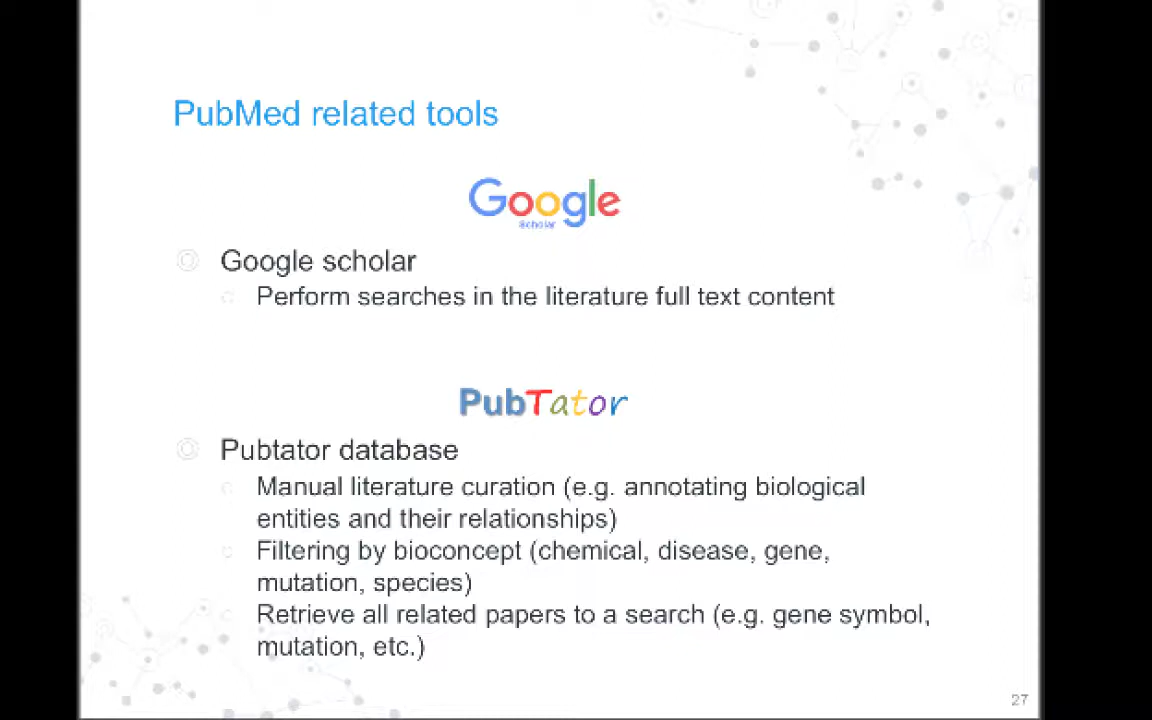 PubMed related tools
Google
Scholar
Google scholar
Perform searches in the literature full text content
PubTator
Pubtator database
Manual literature curation (e.g. annotating biological
entities and their relationships)
Filtering by bioconcept (chemical, disease, gene,
mutation, species)
Retrieve all related papers to a search (e.g. gene symbol,
mutation, etc.)
27